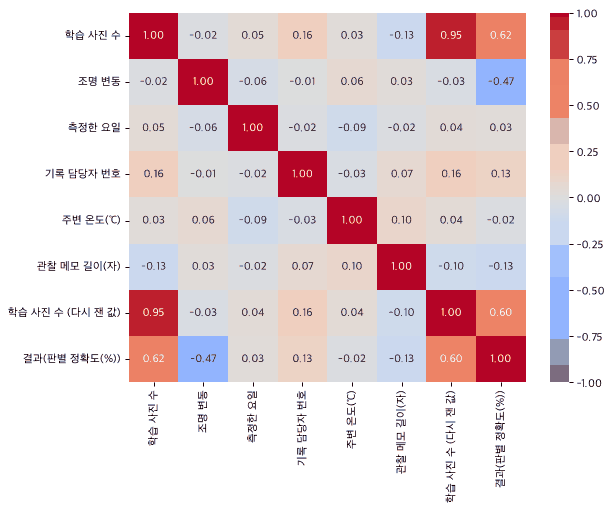 학습 사진 수 1.00 -0.02 0.05 0.16 0.03 -0.13 0.95 0.62
조명 변동 -0.02 1.00 -0.06 -0.01 0.06 0.03 -0.03 -0.47
측정한 요일 0.05 -0.06 1.00 -0.02 -0.09 -0.02 0.04 0.03
기록 담당자 번호 0.16 -0.01 -0.02 1.00 -0.03 0.07 0.16 0.13
주변 온도(℃) 0.03 0.06 -0.09 -0.03 1.00 0.10 0.04 -0.02
관찰 메모 길이(자) -0.13 0.03 -0.02 0.07 0.10 1.00 -0.10 -0.13
학습 사진 수 (다시 잰 값) 0.95 -0.03 0.04 0.16 0.04 -0.10 1.00 0.60
결과(판별 정확도(%)) 0.62 -0.47 0.03 0.13 -0.02 -0.13 0.60 1.00
학습 사진 수
조명 변동
측정한 요일
기록 담당자 번호
주변 온도(℃)
관찰 메모 길이(자)
학습 사진 수 (다시 잰 값)
결과(판별 정확도(%))
1.00
0.75
0.50
0.25
0.00
-0.25
-0.50
-0.75
-1.00